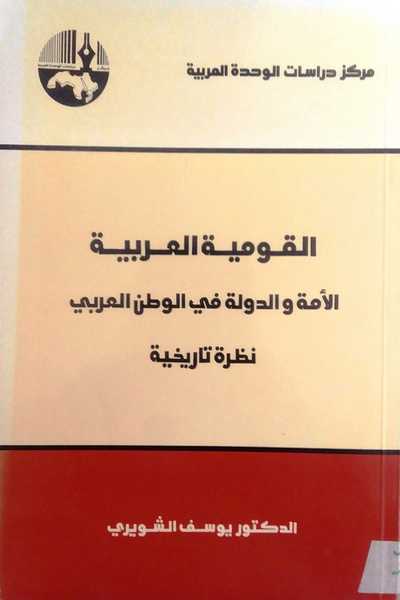 مركز دراسات الوحدة العربية
القومية العربية
الأمة والدولة في الوطن العربي
نظرة تاريخية
الدكتور يوسف الشويري